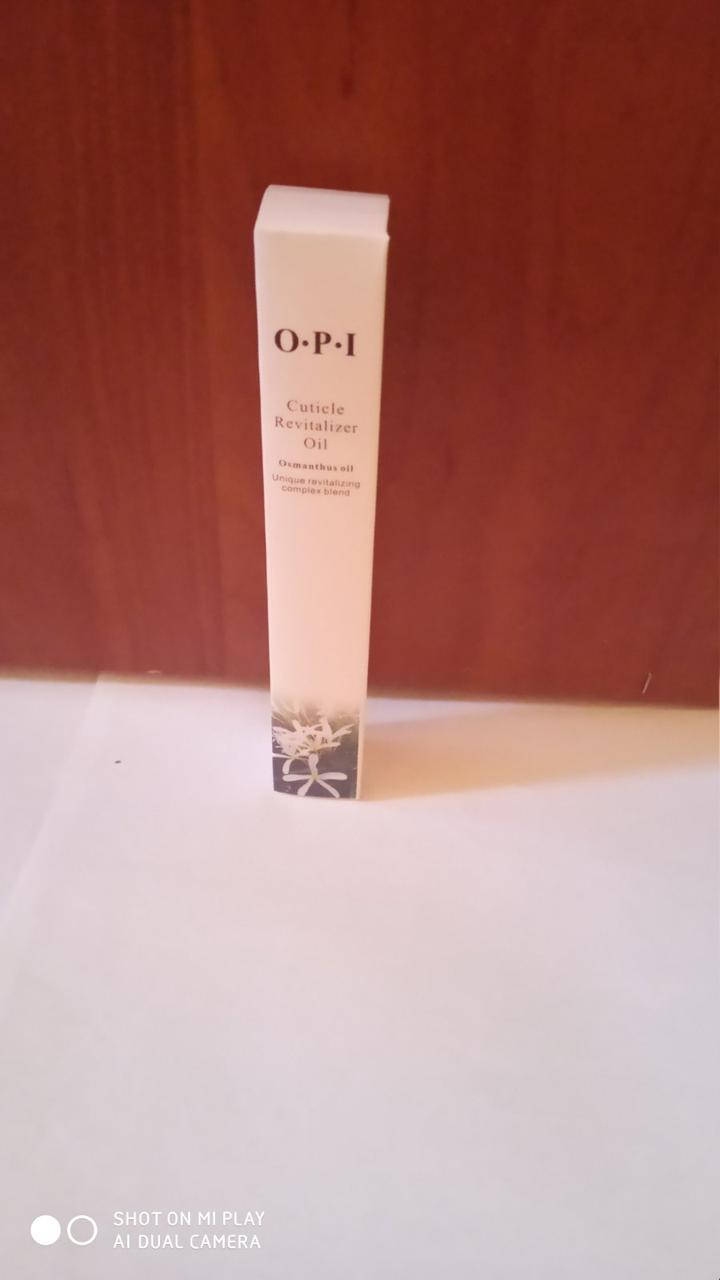 O·P·I
Cuticle
Revitalizer
Oil
Osmanthus oil
Unique revitalizing
complex blend
SHOT ON MI PLAY
AI DUAL CAMERA